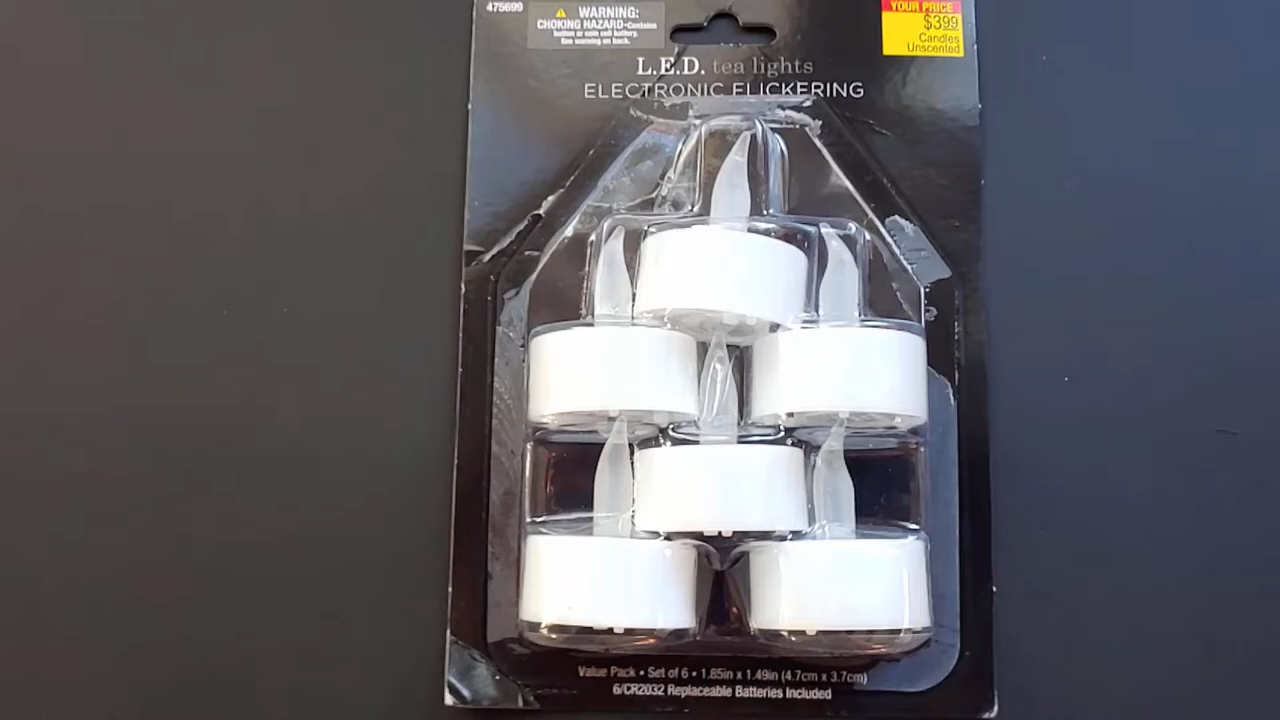 475699
WARNING:
CHOKING HAZARD-Contains
button or coin cell battery.
See warning on back.
YOUR PRICE
$3.99
Candles
Unscented
L.E.D. tea lights
ELECTRONIC FLICKERING
Value Pack • Set of 6 • 1.85in x 1.49in (4.7cm x 3.7cm)
6/CR2032 Replaceable Batteries Included